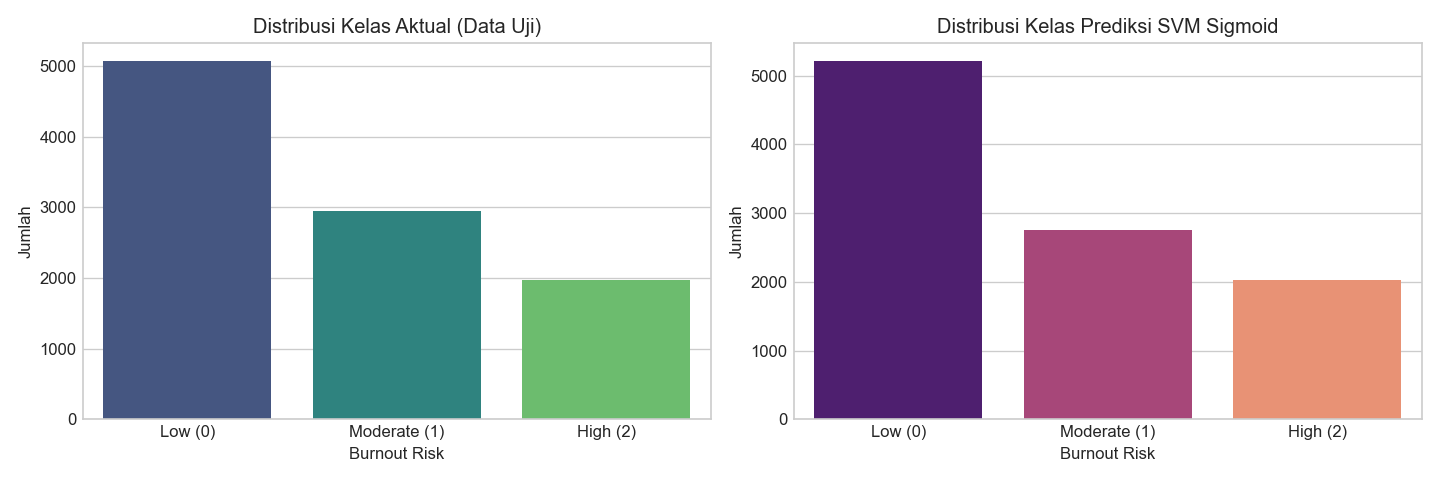 Distribusi Kelas Aktual (Data Uji)
Jumlah
5000
4000
3000
2000
1000
0
Low (0)
Moderate (1)
High (2)
Burnout Risk
Distribusi Kelas Prediksi SVM Sigmoid
Jumlah
5000
4000
3000
2000
1000
0
Low (0)
Moderate (1)
High (2)
Burnout Risk